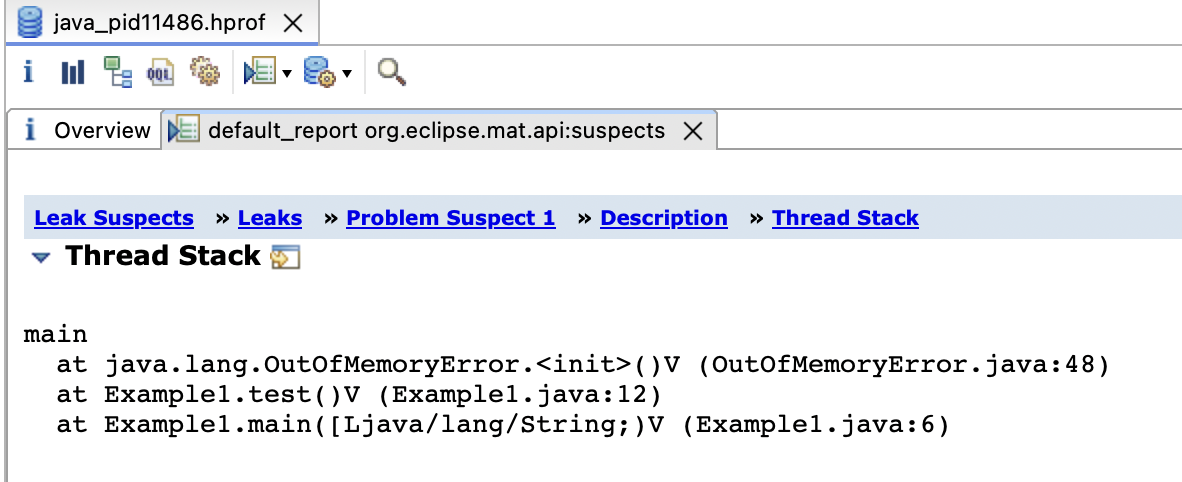 java_pid11486.hprof
i OQL
i Overview default_report org.eclipse.mat.api:suspects
Leak Suspects » Leaks » Problem Suspect 1 » Description » Thread Stack
Thread Stack
main
at java.lang.OutOfMemoryError.<init>()V (OutOfMemoryError.java:48)
at Example1.test()V (Example1.java:12)
at Example1.main([Ljava/lang/String;)V (Example1.java:6)